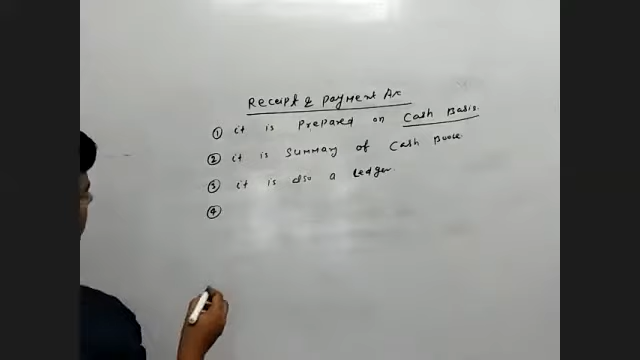 Receipt & Payment A/c
① it is Prepared on Cash Basis.
② it is Summary of Cash Book
③ it is also a Ledger.
④